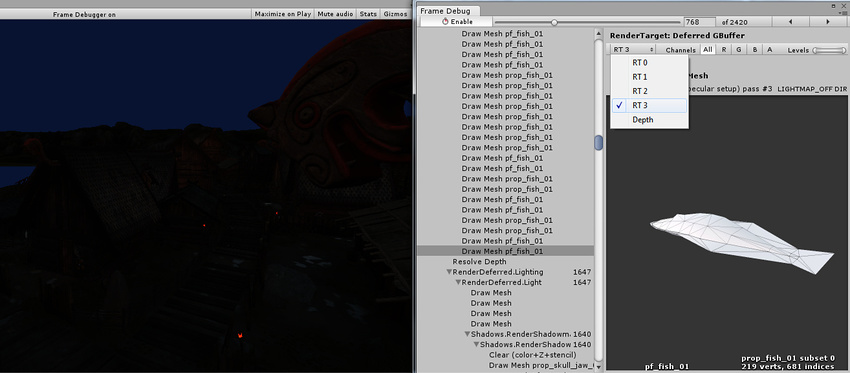 Frame Debugger on
Maximize on Play
Mute audio
Stats
Gizmos
Frame Debug
Enable
768
of 2420
Draw Mesh pf_fish_01
Draw Mesh pf_fish_01
Draw Mesh pf_fish_01
Draw Mesh pf_fish_01
Draw Mesh prop_fish_01
Draw Mesh prop_fish_01
Draw Mesh prop_fish_01
Draw Mesh prop_fish_01
Draw Mesh prop_fish_01
Draw Mesh prop_fish_01
Draw Mesh prop_fish_01
Draw Mesh prop_fish_01
Draw Mesh pf_fish_01
Draw Mesh pf_fish_01
Draw Mesh prop_fish_01
Draw Mesh prop_fish_01
Draw Mesh pf_fish_01
Draw Mesh pf_fish_01
Draw Mesh prop_fish_01
Draw Mesh prop_fish_01
Draw Mesh pf_fish_01
Draw Mesh pf_fish_01
Resolve Depth
RenderDeferred.Lighting 1647
RenderDeferred.Light 1647
Draw Mesh
Draw Mesh
Draw Mesh
Draw Mesh
Shadows.RenderShadowm 1640
Shadows.RenderShadow 1640
Clear (color+Z+stencil)
Draw Mesh prop_skull_jaw_
RenderTarget: Deferred GBuffer
RT 3
Channels
All
R
G
B
A
Levels
RT 0
RT 1
RT 2
RT 3
Depth
Mesh
pecular setup) pass #3 LIGHTMAP_OFF DIR
pf_fish_01
prop_fish_01 subset 0
219 verts, 681 indices